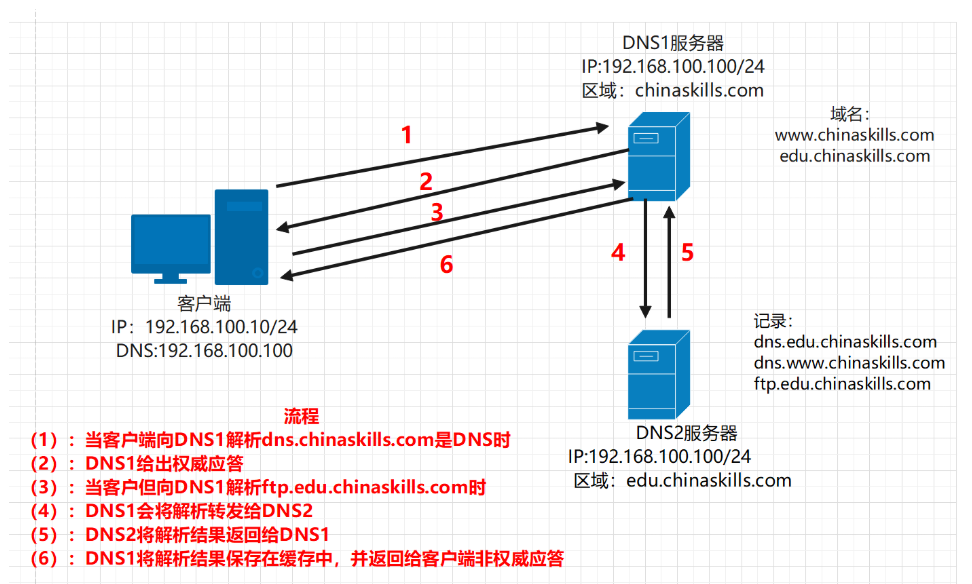 DNS1服务器
IP:192.168.100.100/24
区域：chinaskills.com
域名：
www.chinaskills.com
edu.chinaskills.com
1
2
3
6
4
5
客户端
IP：192.168.100.10/24
DNS:192.168.100.100
记录：
dns.edu.chinaskills.com
dns.www.chinaskills.com
ftp.edu.chinaskills.com
DNS2服务器
IP:192.168.100.100/24
区域：edu.chinaskills.com
流程
（1）：当客户端向DNS1解析dns.chinaskills.com是DNS时
（2）：DNS1给出权威应答
（3）：当客户但向DNS1解析ftp.edu.chinaskills.com时
（4）：DNS1会将解析转发给DNS2
（5）：DNS2将解析结果返回给DNS1
（6）：DNS1将解析结果保存在缓存中，并返回给客户端非权威应答